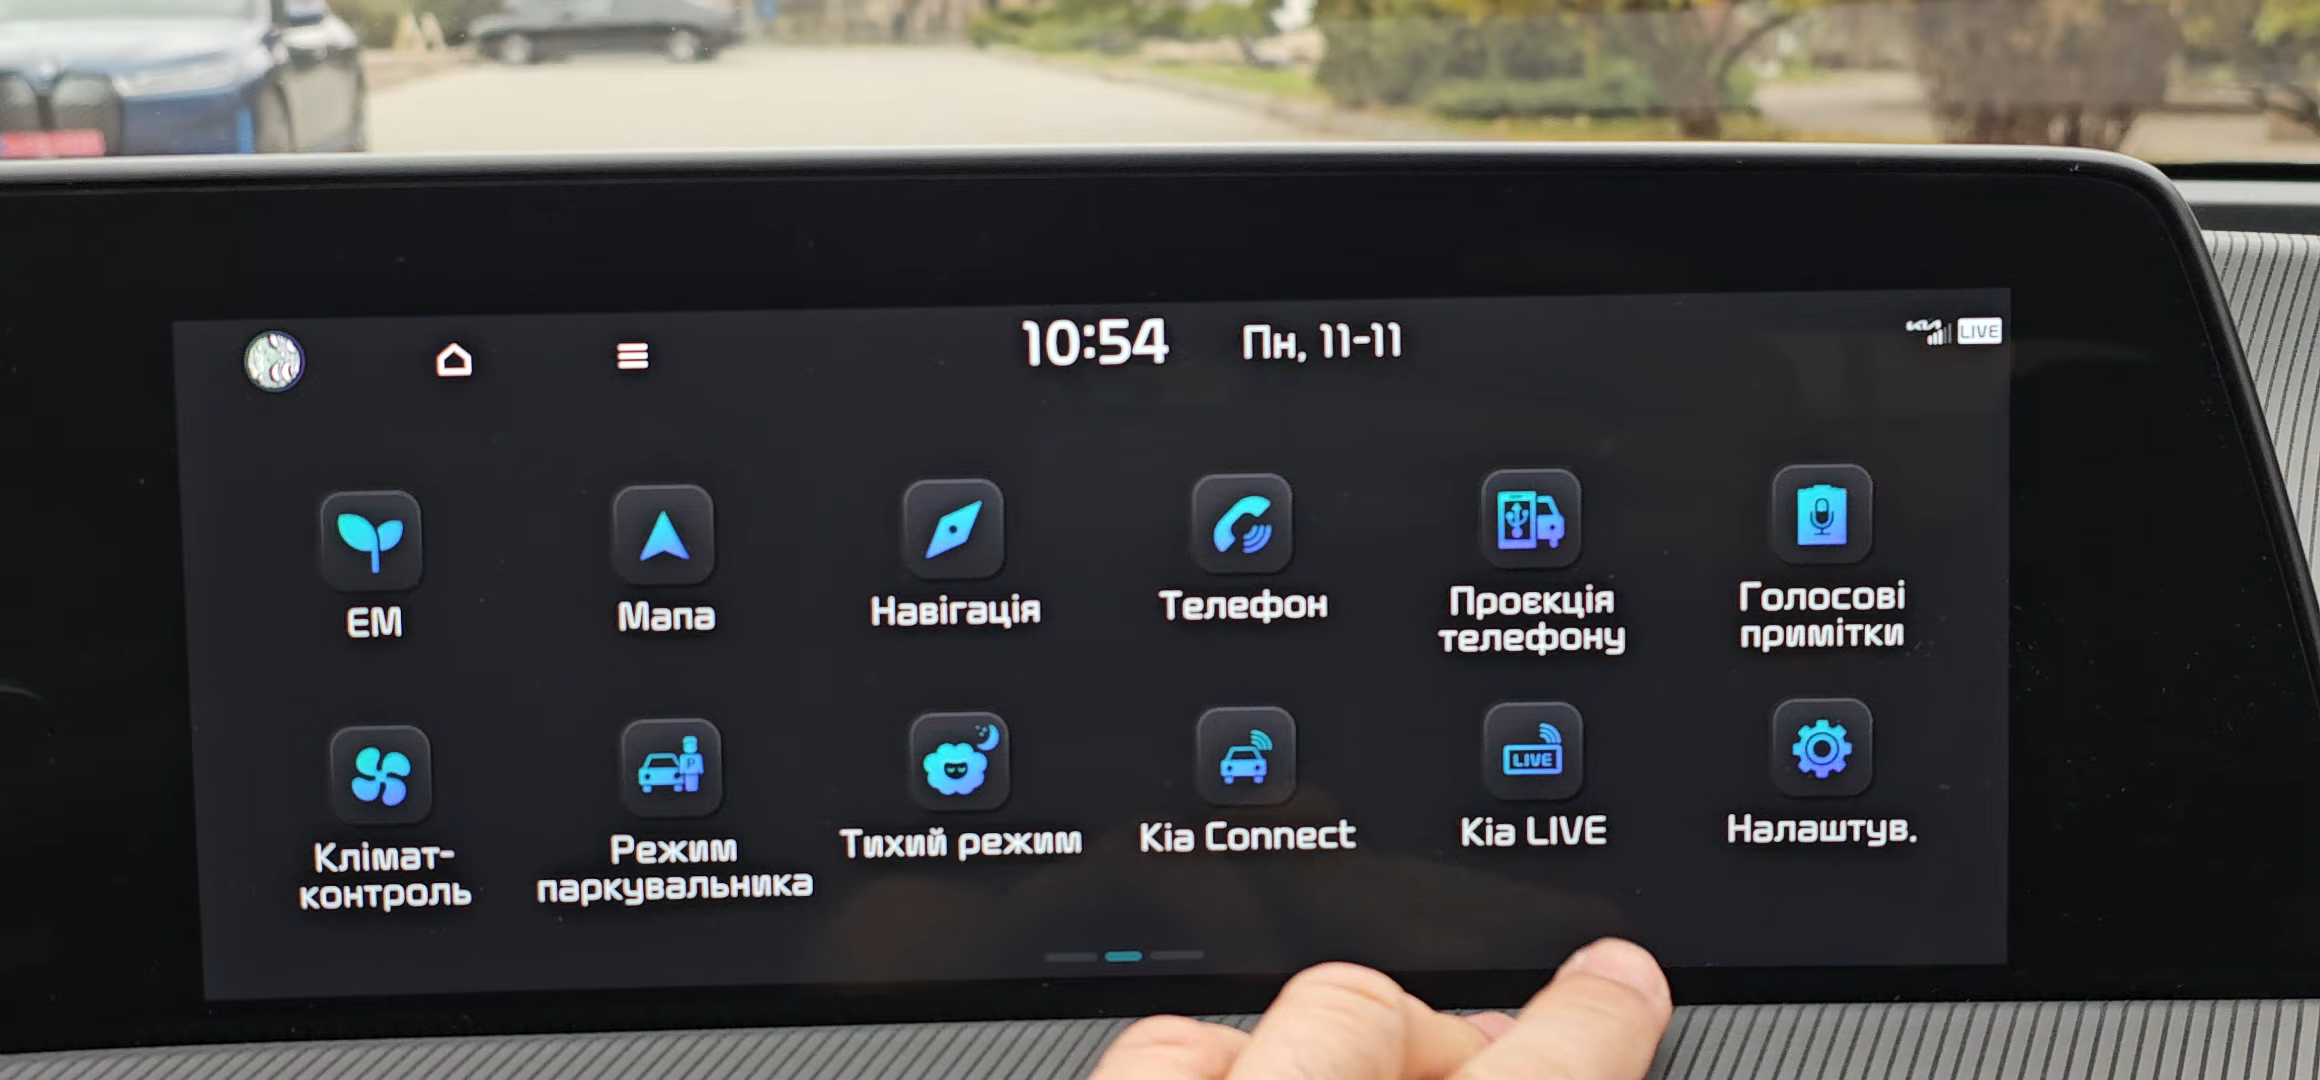 10:54 Пн, 11-11
LIVE
ЕМ
Мапа
Навігація
Телефон
Проєкція
телефону
Голосові
примітки
Клімат-
контроль
P
Режим
паркувальника
Тихий режим
Kia Connect
LIVE
Kia LIVE
Налаштув.